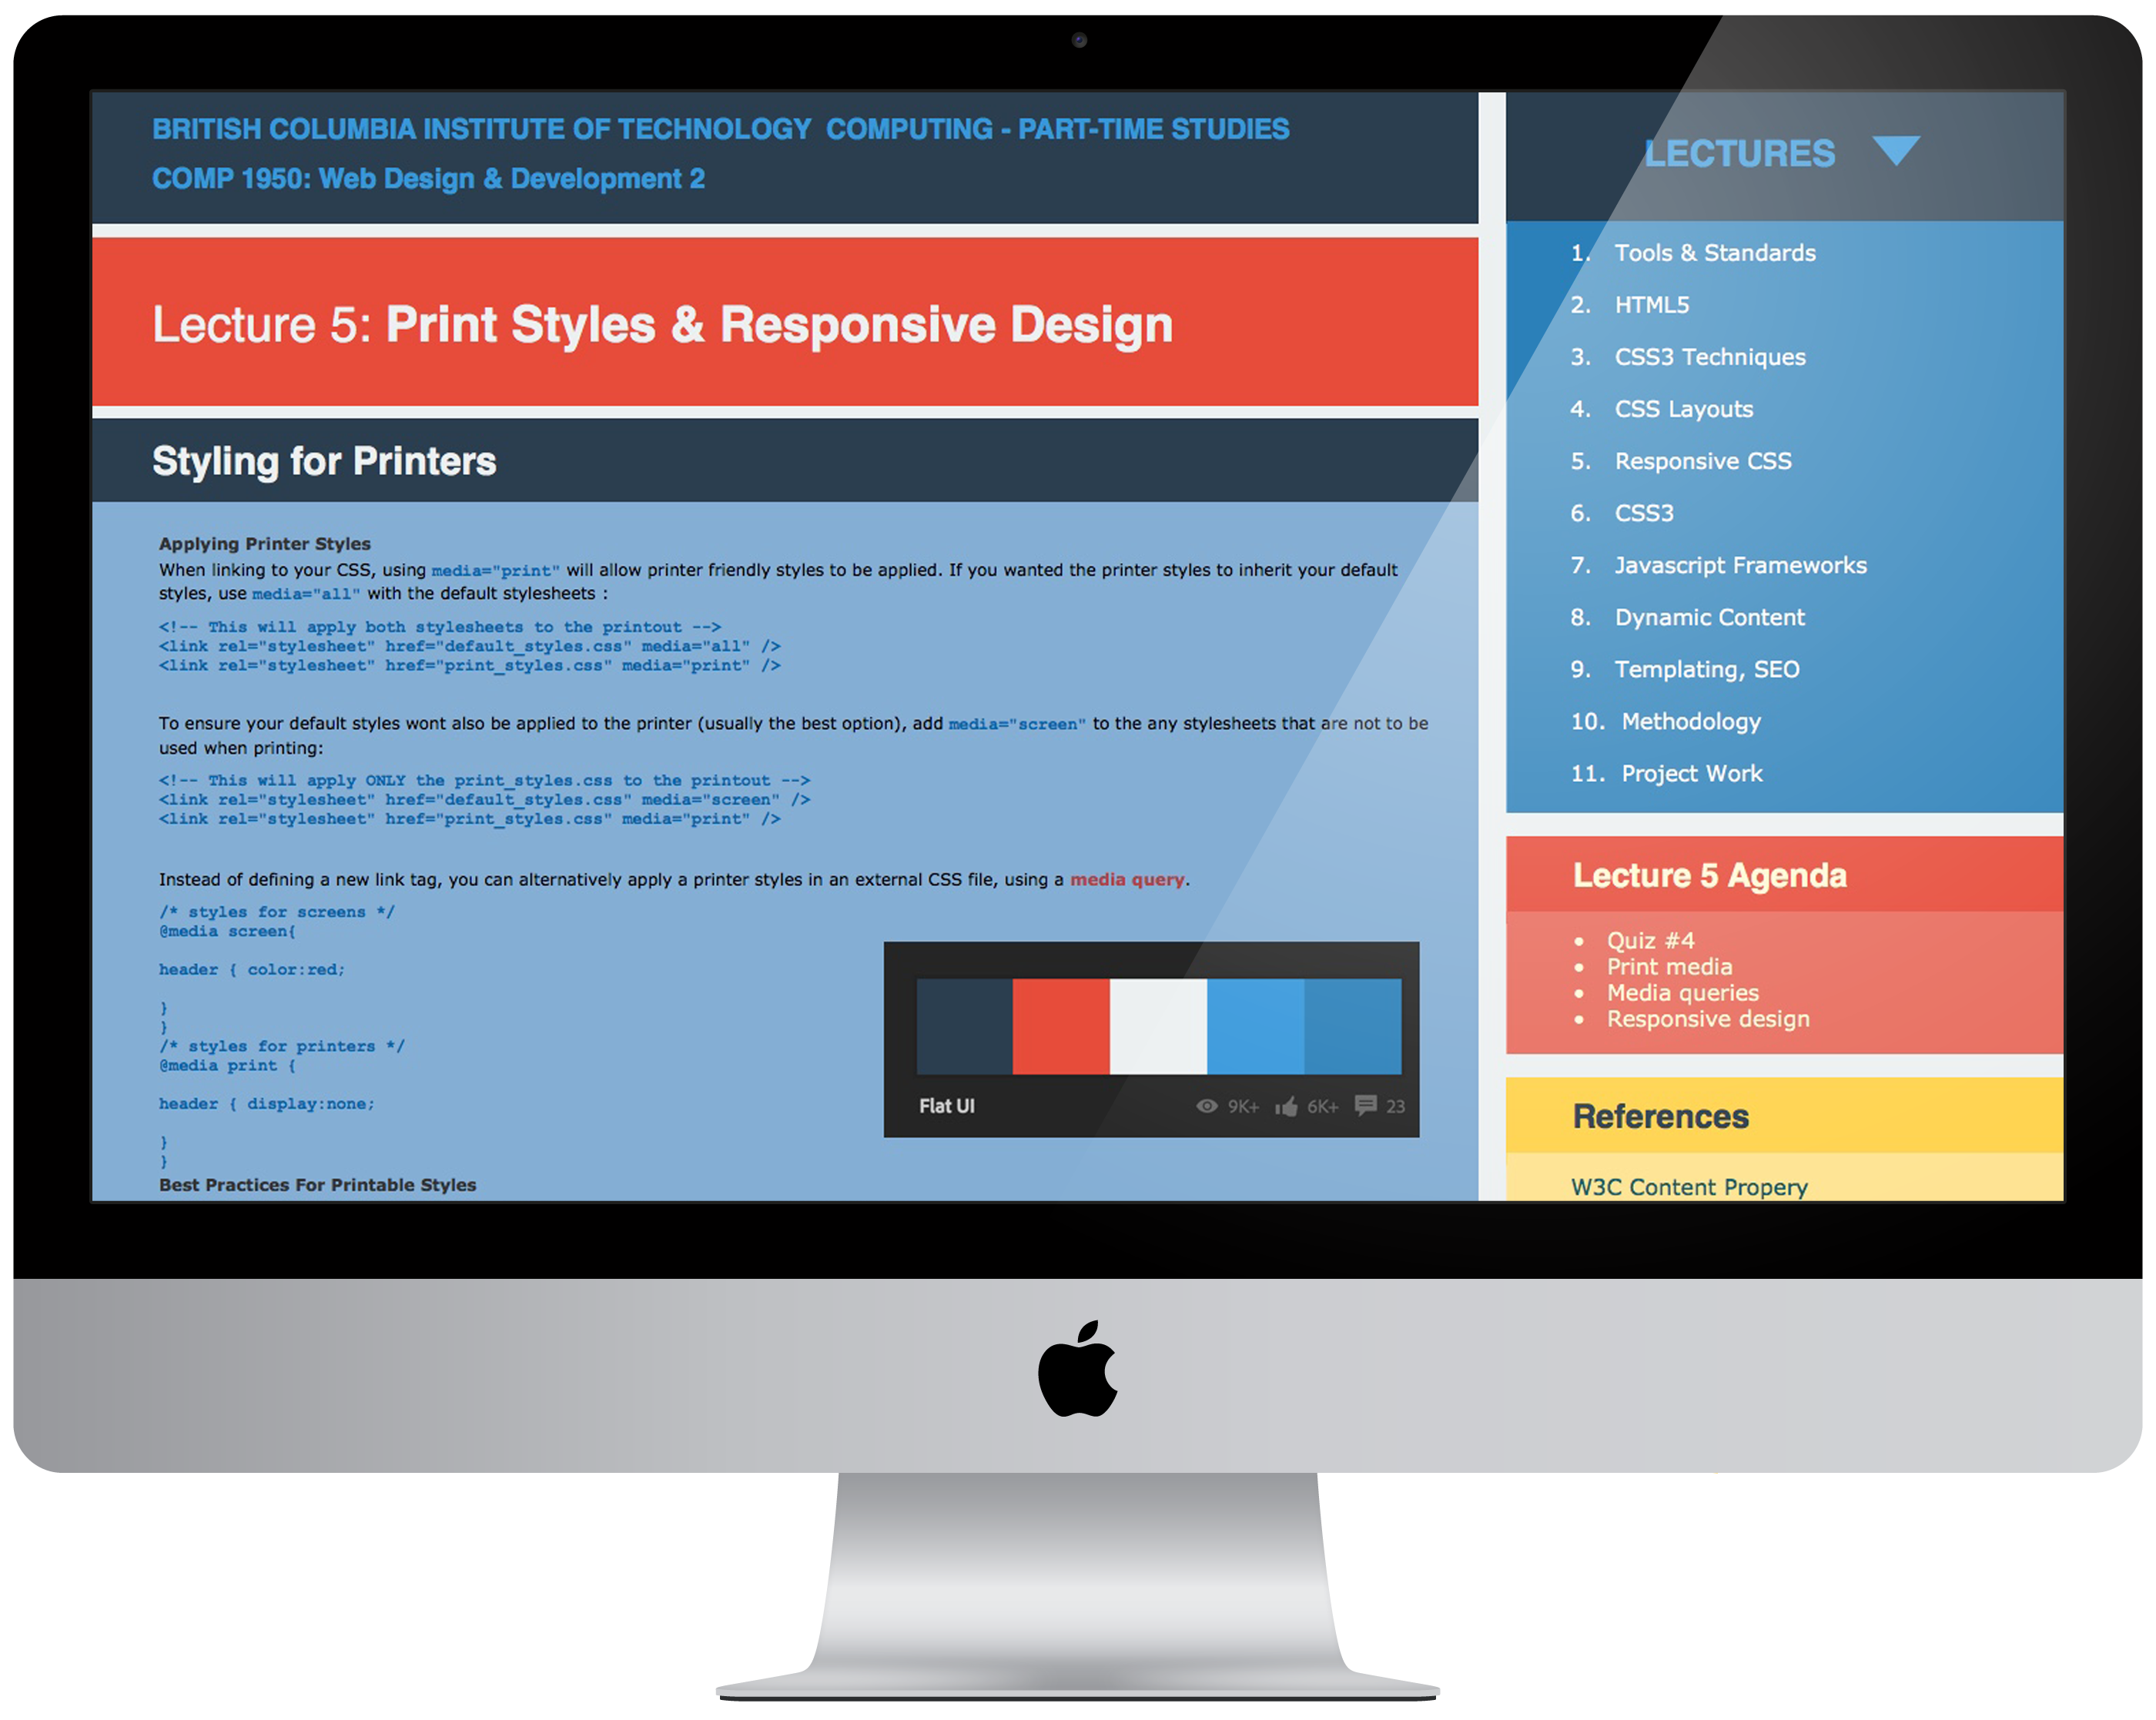 BRITISH COLUMBIA INSTITUTE OF TECHNOLOGY  COMPUTING - PART-TIME STUDIES
COMP 1950: Web Design & Development 2
Lecture 5: Print Styles & Responsive Design
Styling for Printers
Applying Printer Styles
When linking to your CSS, using media="print" will allow printer friendly styles to be applied. If you wanted the printer styles to inherit your default
styles, use media="all" with the default stylesheets :
<!-- This will apply both stylesheets to the printout -->
<link rel="stylesheet" href="default_styles.css" media="all" />
<link rel="stylesheet" href="print_styles.css" media="print" />
To ensure your default styles wont also be applied to the printer (usually the best option), add media="screen" to the any stylesheets that are not to be
used when printing:
<!-- This will apply ONLY the print_styles.css to the printout -->
<link rel="stylesheet" href="default_styles.css" media="screen" />
<link rel="stylesheet" href="print_styles.css" media="print" />
Instead of defining a new link tag, you can alternatively apply a printer styles in an external CSS file, using a media query.
/* styles for screens */
@media screen{
header { color:red;
}
}
/* styles for printers */
@media print {
header { display:none;
}
}
Best Practices For Printable Styles
Flat UI
9K+ 6K+ 23
LECTURES
1. Tools & Standards
2. HTML5
3. CSS3 Techniques
4. CSS Layouts
5. Responsive CSS
6. CSS3
7. Javascript Frameworks
8. Dynamic Content
9. Templating, SEO
10. Methodology
11. Project Work
Lecture 5 Agenda
• Quiz #4
• Print media
• Media queries
• Responsive design
References
W3C Content Propery